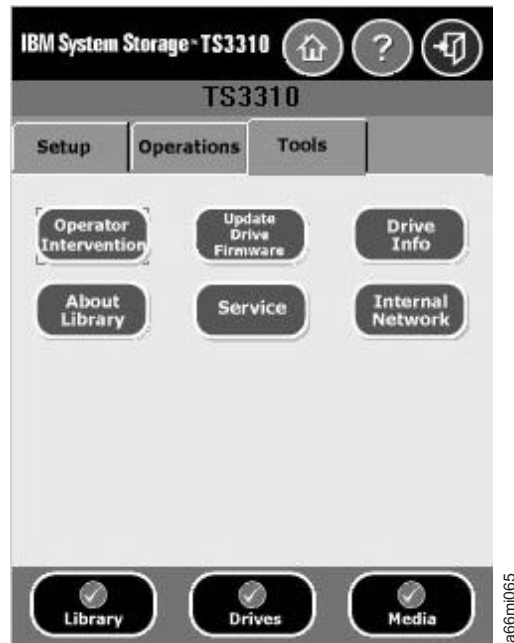 IBM System Storage™ TS3310
?
TS3310
Setup
Operations
Tools
Operator
Intervention
Update
Drive
Firmware
Drive
Info
About
Library
Service
Internal
Network
Library
Drives
Media
a66mi065